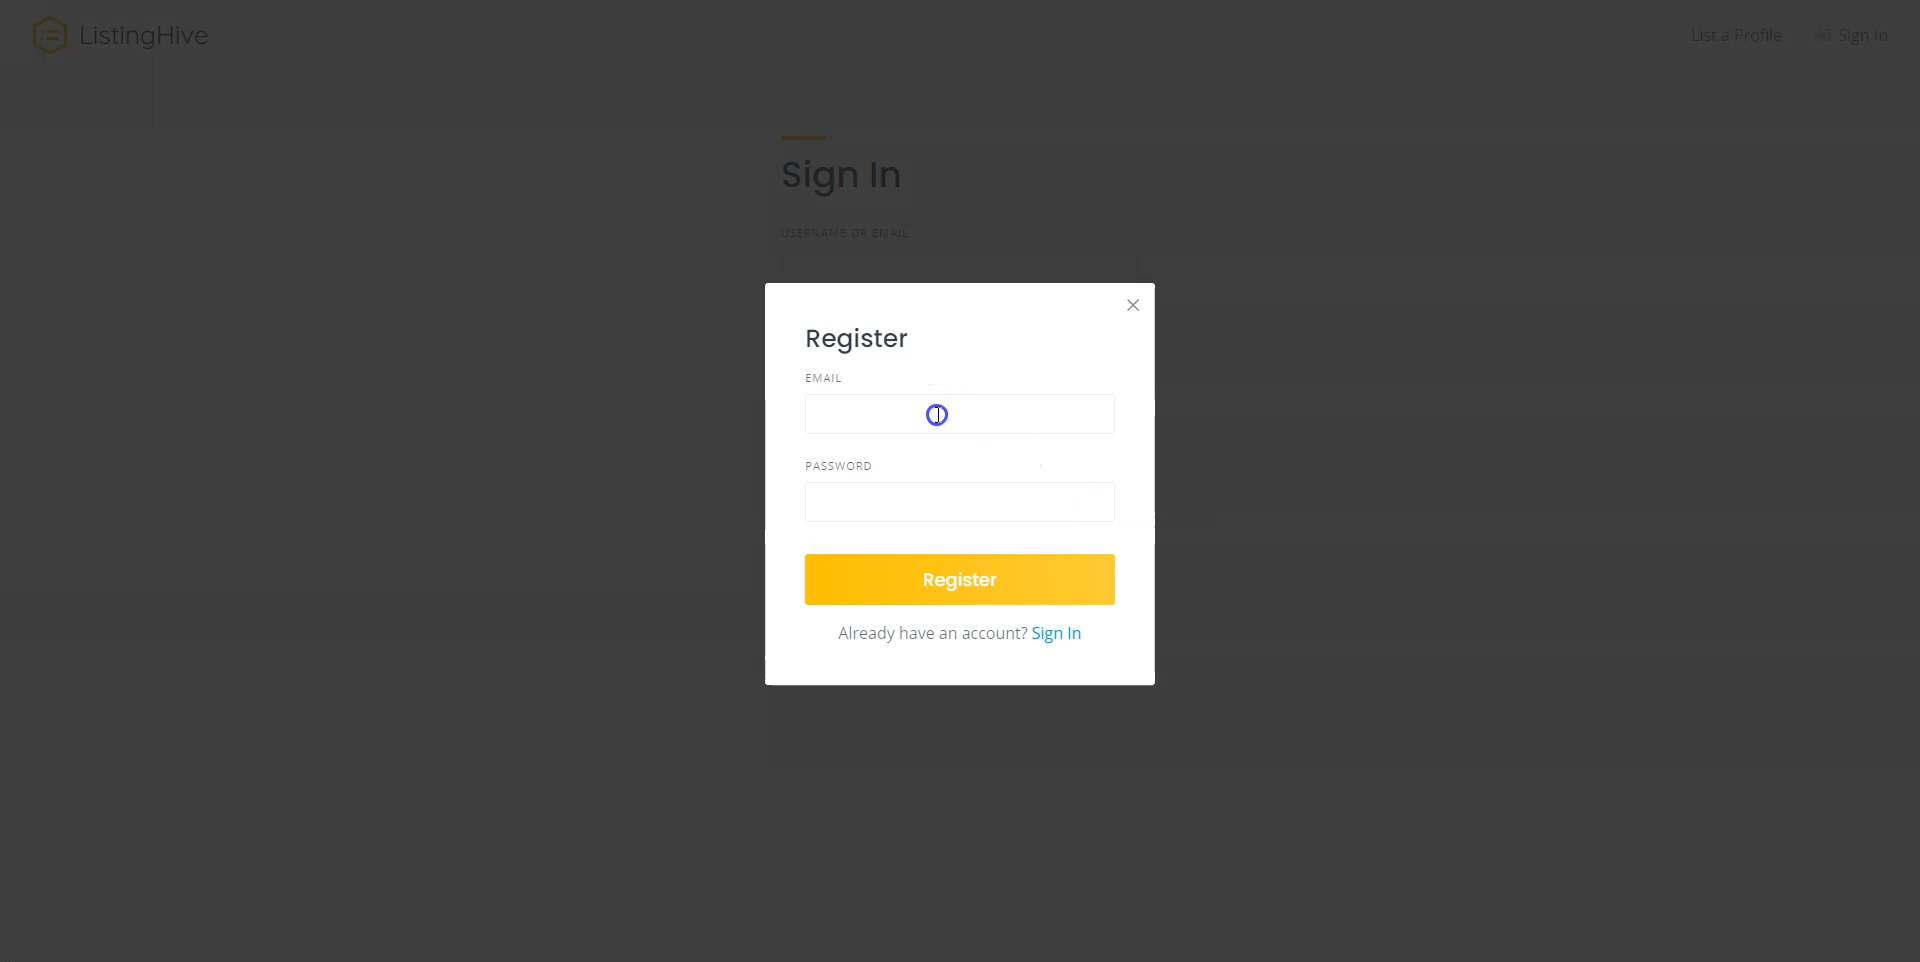 ListingHive
List a Profile
Sign In
Sign In
USERNAME OR EMAIL
Register
EMAIL
PASSWORD
Register
Already have an account? Sign In